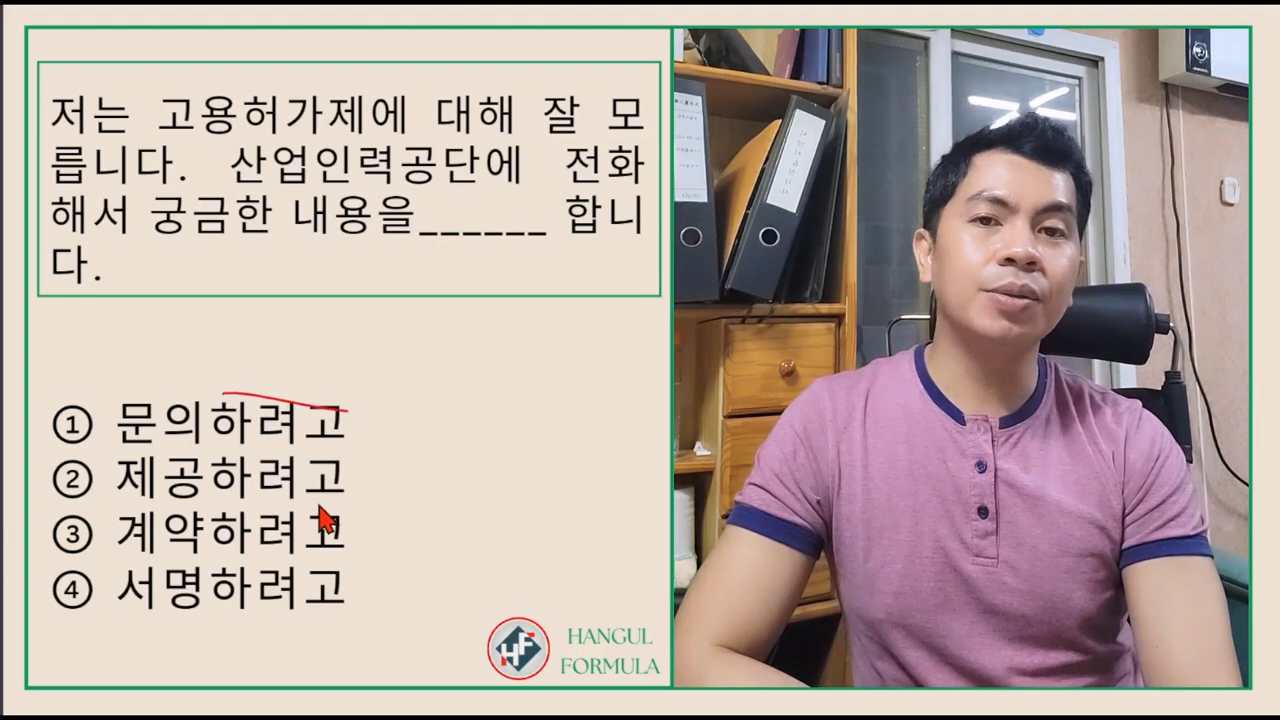 저는 고용허가제에 대해 잘 모
릅니다. 산업인력공단에 전화
해서 궁금한 내용을______ 합니
다.
① 문의하려고
② 제공하려고
③ 계약하려고
④ 서명하려고
HF
HANGUL
FORMULA